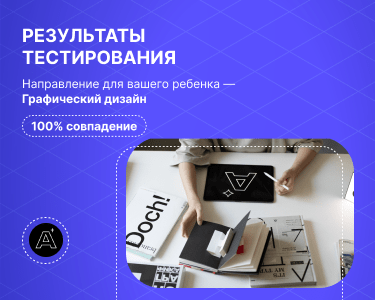 РЕЗУЛЬТАТЫ
ТЕСТИРОВАНИЯ
Направление для вашего ребенка —
Графический дизайн
100% совпадение
Doch!
A